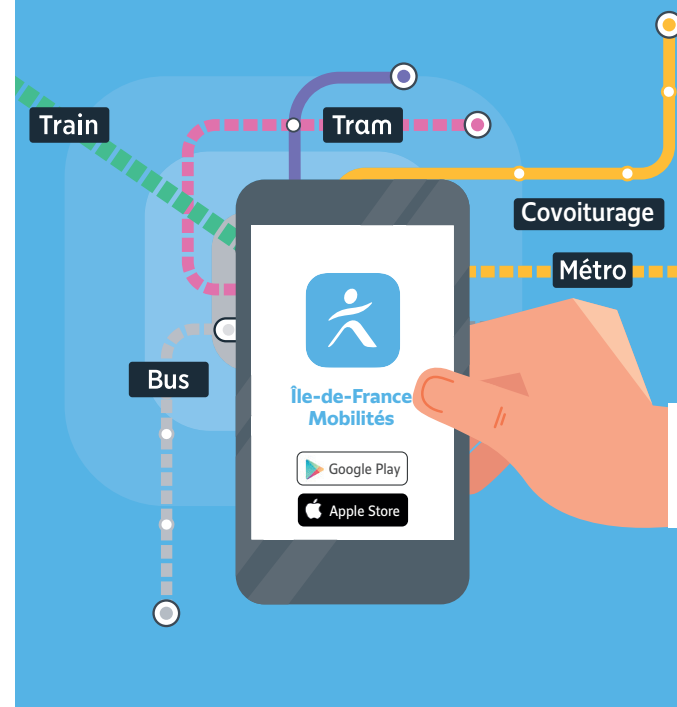 Train
Tram
Covoiturage
Métro
Bus
Île-de-France
Mobilités
Google Play
Apple Store